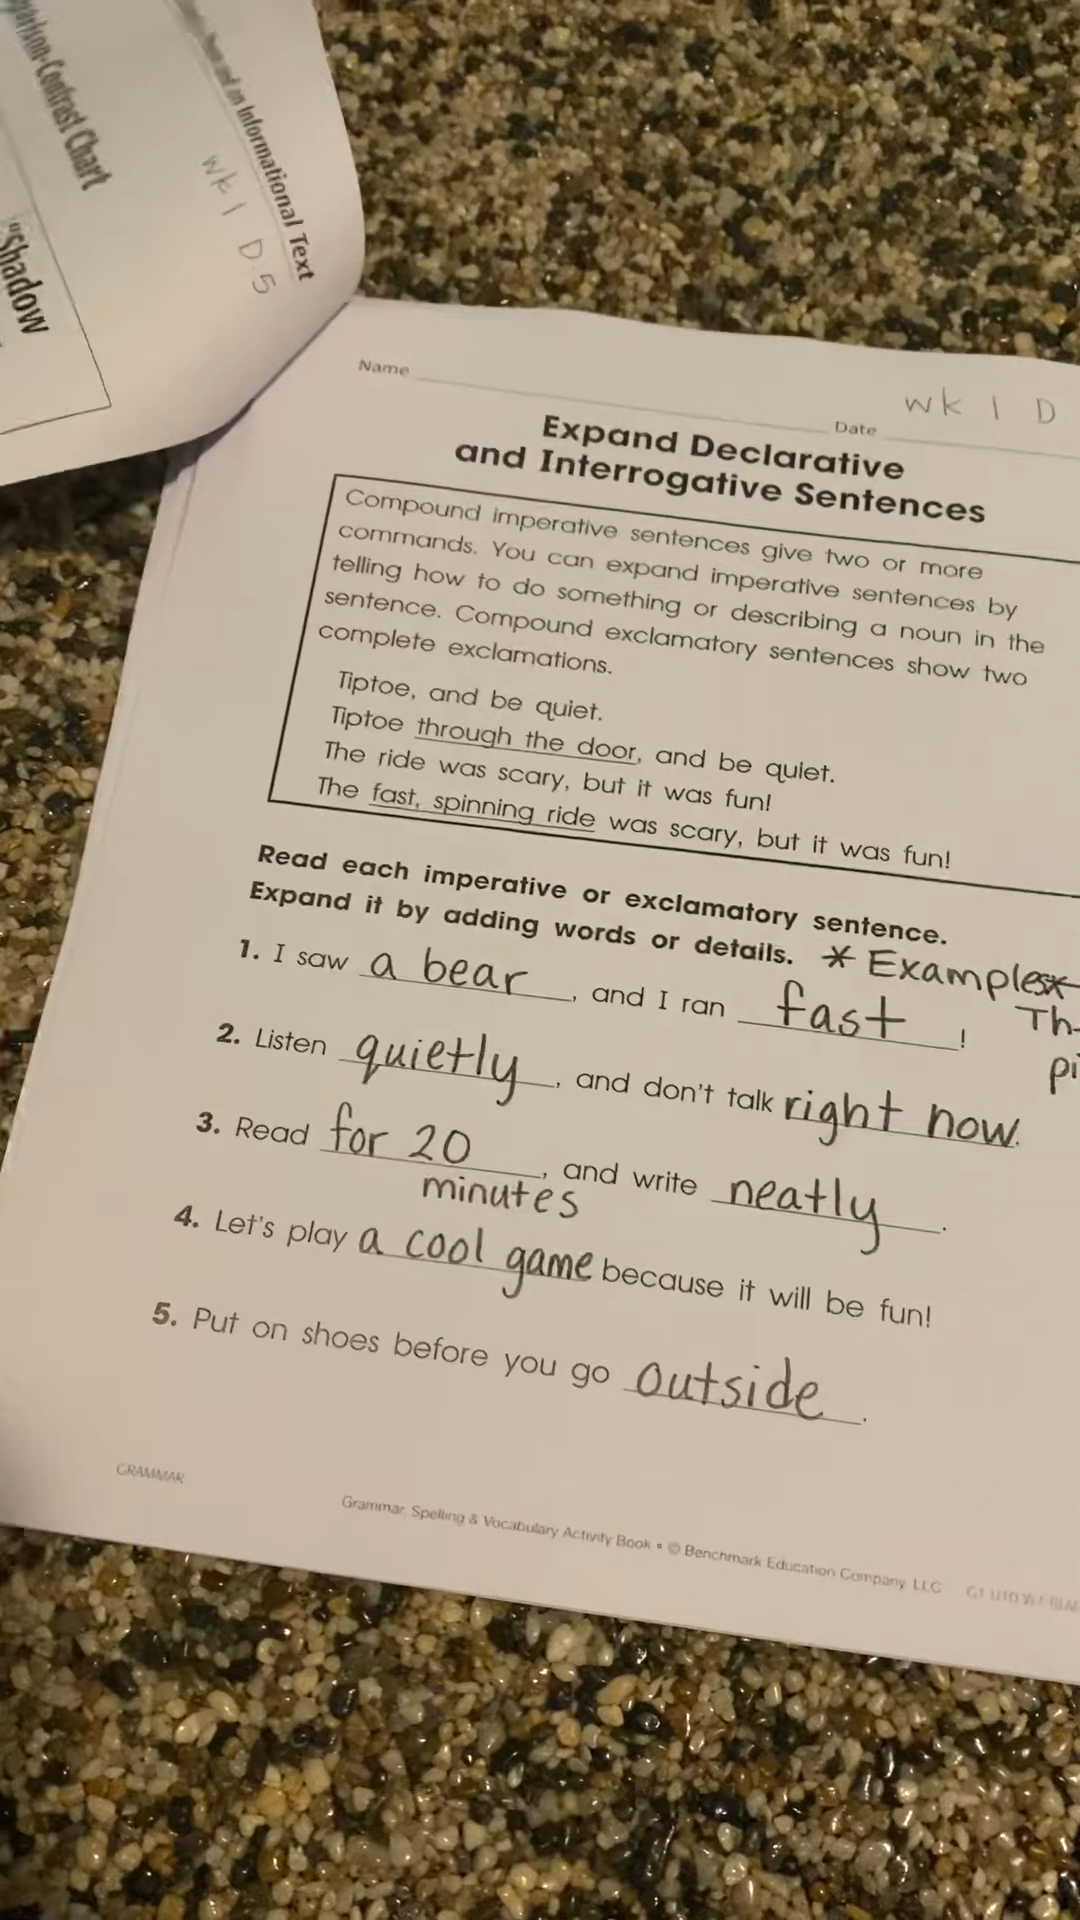 Comparison-Contrast Chart
"Shadow
an Informational Text
wk 1 D.5
Name
Date
wk 1 D
Expand Declarative
and Interrogative Sentences
Compound imperative sentences give two or more
commands. You can expand imperative sentences by
telling how to do something or describing a noun in the
sentence. Compound exclamatory sentences show two
complete exclamations.
Tiptoe, and be quiet.
Tiptoe through the door, and be quiet.
The ride was scary, but it was fun!
The fast, spinning ride was scary, but it was fun!
Read each imperative or exclamatory sentence.
Expand it by adding words or details. * Examples*
1. I saw a bear, and I ran fast!
Th
pi
2. Listen quietly, and don't talk right now.
3. Read for 20 minutes, and write neatly.
4. Let's play a cool game because it will be fun!
5. Put on shoes before you go outside.
GRAMMAR
Grammar, Spelling & Vocabulary Activity Book • © Benchmark Education Company, LLC